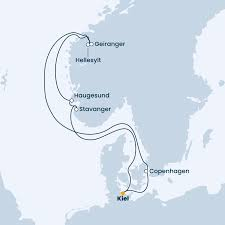 Geiranger
Hellesylt
Haugesund
Stavanger
Copenhagen
Kiel